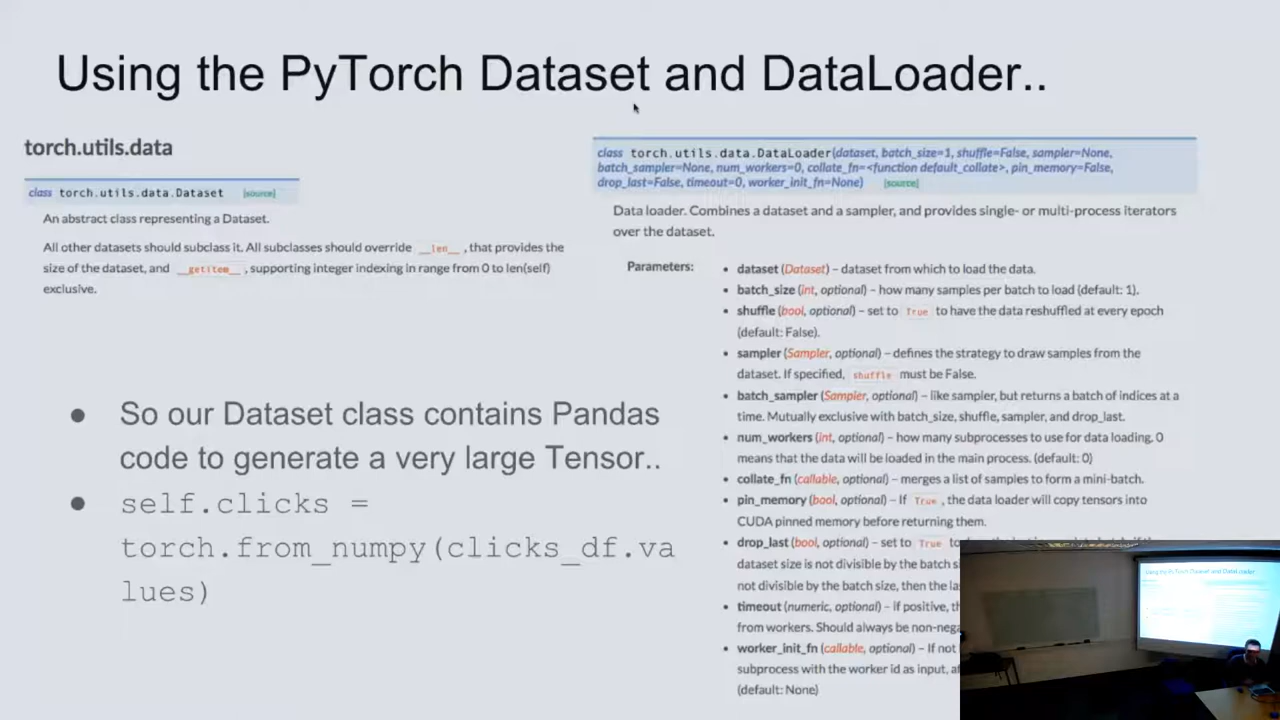 Using the PyTorch Dataset and DataLoader..
torch.utils.data
class torch.utils.data.Dataset [source]
An abstract class representing a Dataset.
All other datasets should subclass it. All subclasses should override __len__ , that provides the
size of the dataset, and __getitem__ , supporting integer indexing in range from 0 to len(self)
exclusive.
● So our Dataset class contains Pandas
code to generate a very large Tensor..
● self.clicks =
torch.from_numpy(clicks_df.va
lues)
class torch.utils.data.DataLoader(dataset, batch_size=1, shuffle=False, sampler=None,
batch_sampler=None, num_workers=0, collate_fn=<function default_collate>, pin_memory=False,
drop_last=False, timeout=0, worker_init_fn=None) [source]
Data loader. Combines a dataset and a sampler, and provides single- or multi-process iterators
over the dataset.
Parameters:
• dataset (Dataset) – dataset from which to load the data.
• batch_size (int, optional) – how many samples per batch to load (default: 1).
• shuffle (bool, optional) – set to True to have the data reshuffled at every epoch
(default: False).
• sampler (Sampler, optional) – defines the strategy to draw samples from the
dataset. If specified, shuffle must be False.
• batch_sampler (Sampler, optional) – like sampler, but returns a batch of indices at a
time. Mutually exclusive with batch_size, shuffle, sampler, and drop_last.
• num_workers (int, optional) – how many subprocesses to use for data loading. 0
means that the data will be loaded in the main process. (default: 0)
• collate_fn (callable, optional) – merges a list of samples to form a mini-batch.
• pin_memory (bool, optional) – If True , the data loader will copy tensors into
CUDA pinned memory before returning them.
• drop_last (bool, optional) – set to True
dataset size is not divisible by the batch
not divisible by the batch size, then the
• timeout (numeric, optional) – if positive,
from workers. Should always be
• worker_init_fn (callable, optional) – If not
subprocess with the worker id as input,
(default: None)
Using the PyTorch Dataset and DataLoader